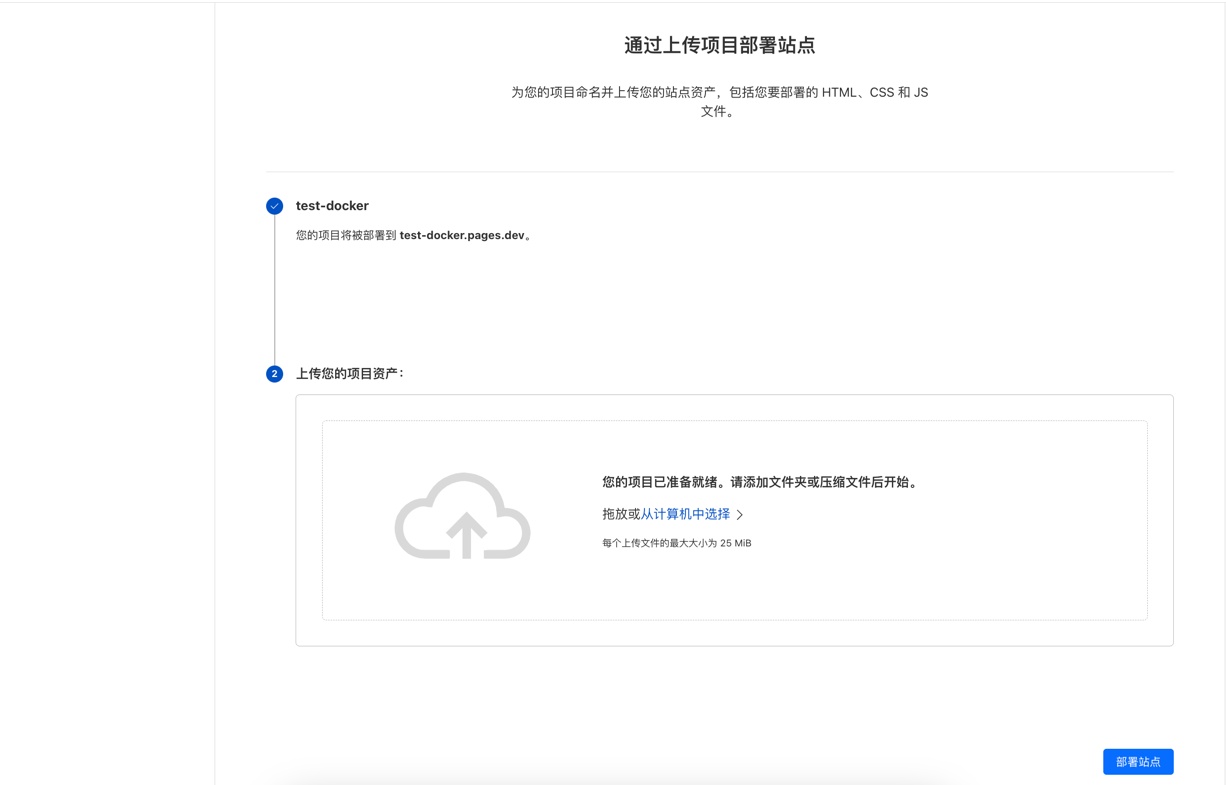 通过上传项目部署站点
为您的项目命名并上传您的站点资产，包括您要部署的 HTML、CSS 和 JS
文件。
test-docker
您的项目将被部署到 test-docker.pages.dev。
2 上传您的项目资产：
您的项目已准备就绪。请添加文件夹或压缩文件后开始。
拖放或从计算机中选择
每个上传文件的最大大小为 25 MiB
部署站点